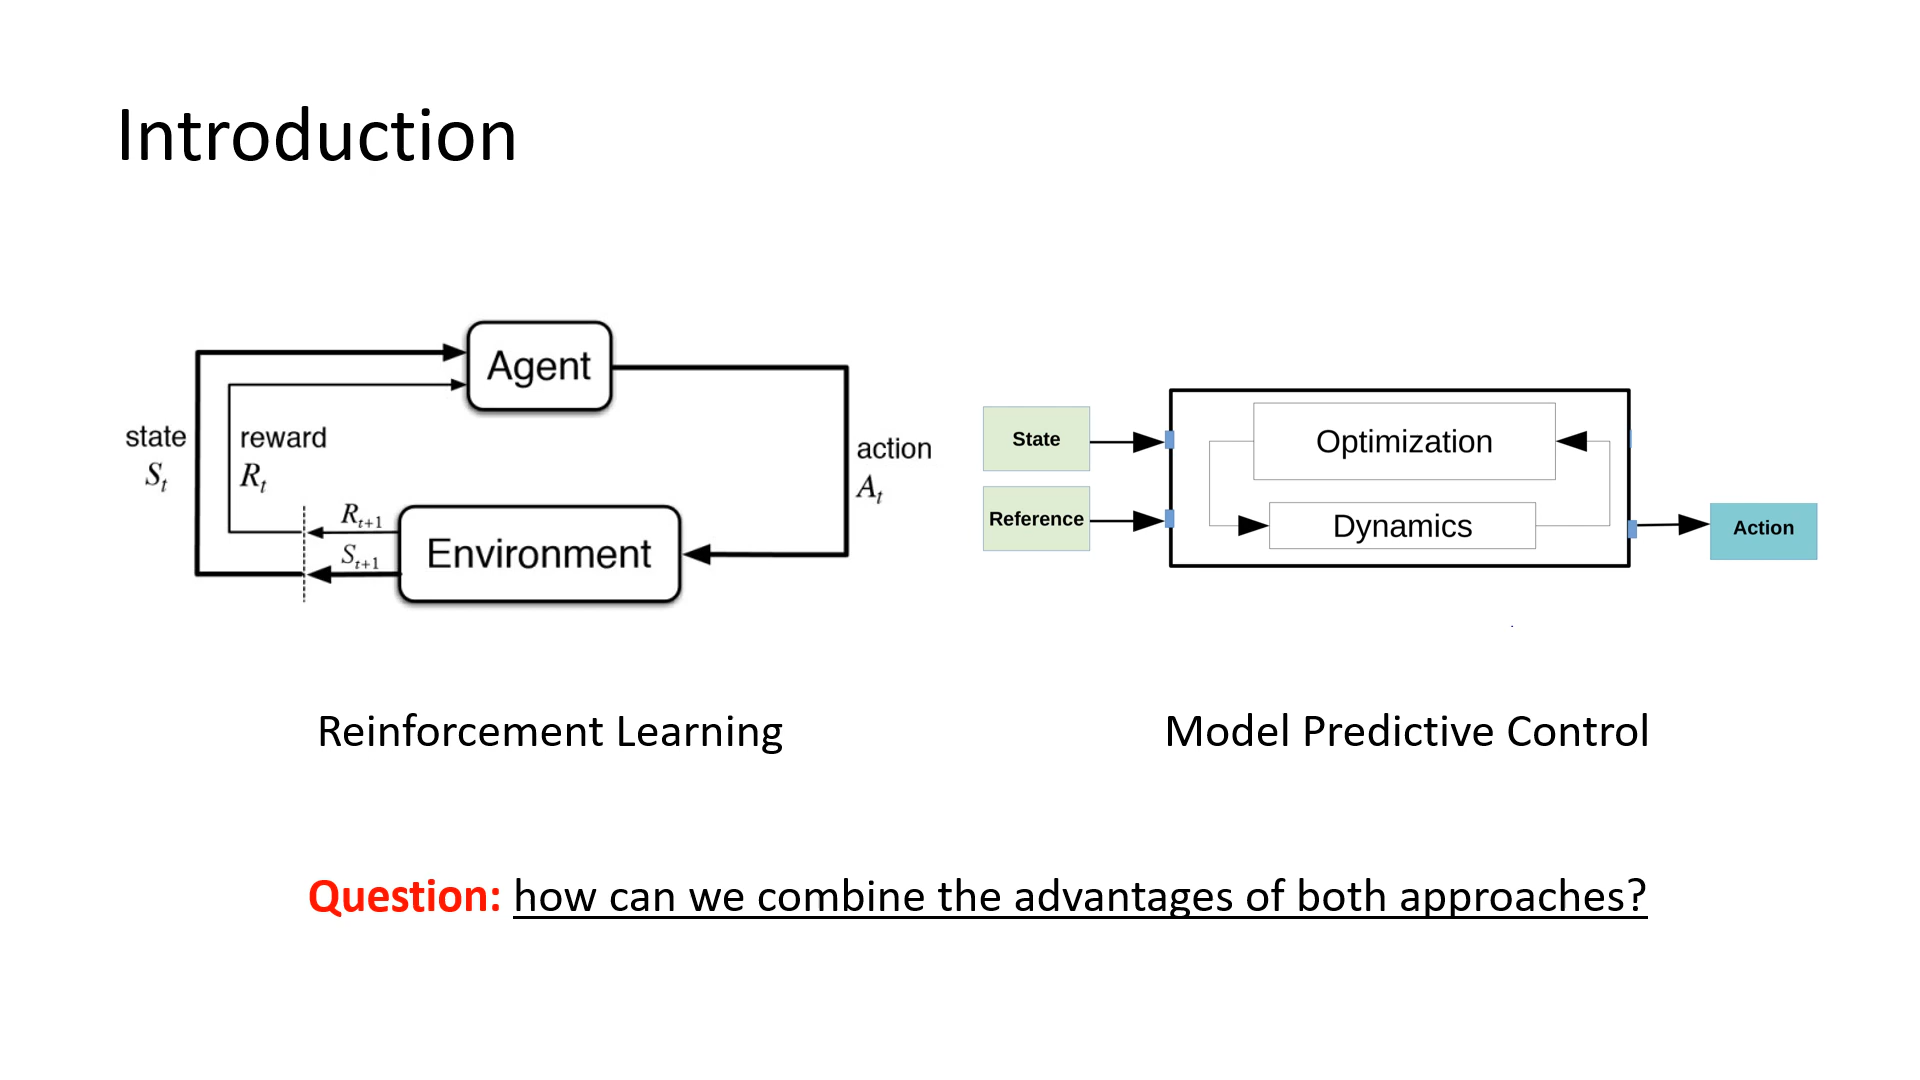 Introduction
Agent
state
S_t
reward
R_t
action
A_t
R_{t+1}
S_{t+1}
Environment
State
Reference
Optimization
Dynamics
Action
Reinforcement Learning
Model Predictive Control
Question: how can we combine the advantages of both approaches?